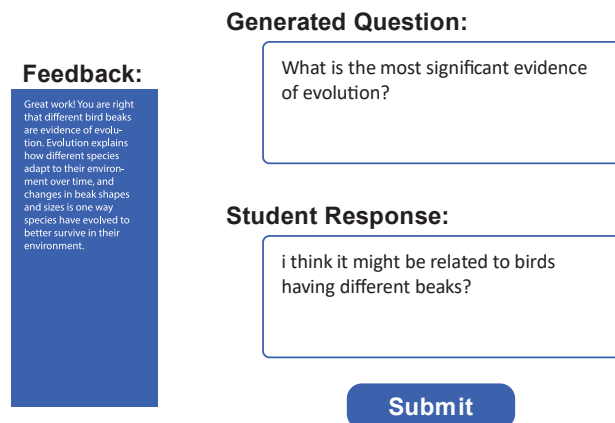 Generated Question:
What is the most significant evidence
of evolution?
Feedback:
Great work! You are right
that different bird beaks
are evidence of evolu-
tion. Evolution explains
how different species
adapt to their environ-
ment over time, and
changes in beak shapes
and sizes is one way
species have evolved to
better survive in their
environment.
Student Response:
i think it might be related to birds
having different beaks?
Submit